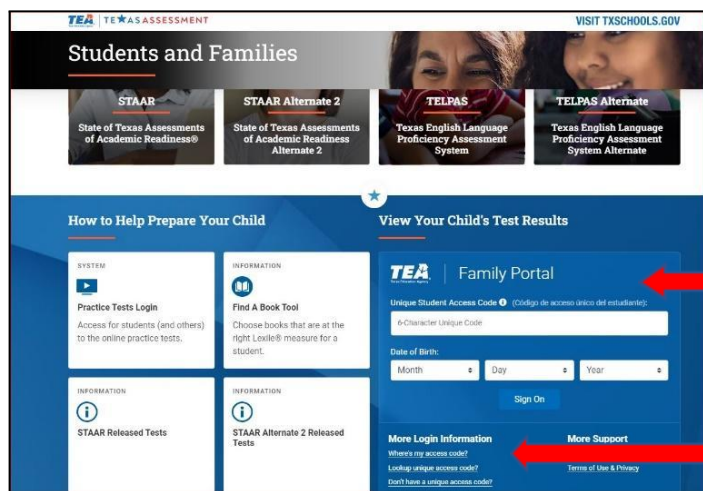 TEA | TEXAS ASSESSMENT
VISIT TXSCHOOLS.GOV
Students and Families
STAAR
State of Texas Assessments
of Academic Readiness®
STAAR Alternate 2
State of Texas Assessments
of Academic Readiness
Alternate 2
TELPAS
Texas English Language
Proficiency Assessment
System
TELPAS Alternate
Texas English Language
Proficiency Assessment
System Alternate
How to Help Prepare Your Child
SYSTEM
Practice Tests Login
Access for students (and others)
to the online practice tests.
INFORMATION
Find A Book Tool
Choose books that are at the
right Lexile® measure for a
student.
INFORMATION
STAAR Released Tests
INFORMATION
STAAR Alternate 2 Released
Tests
View Your Child's Test Results
TEA
Texas Education Agency
Family Portal
Unique Student Access Code (Código de acceso único del estudiante):
6-Character Unique Code
Date of Birth:
Month
Day
Year
Sign On
More Login Information
Where's my access code?
Lookup unique access code?
Don't have a unique access code?
More Support
Terms of Use & Privacy